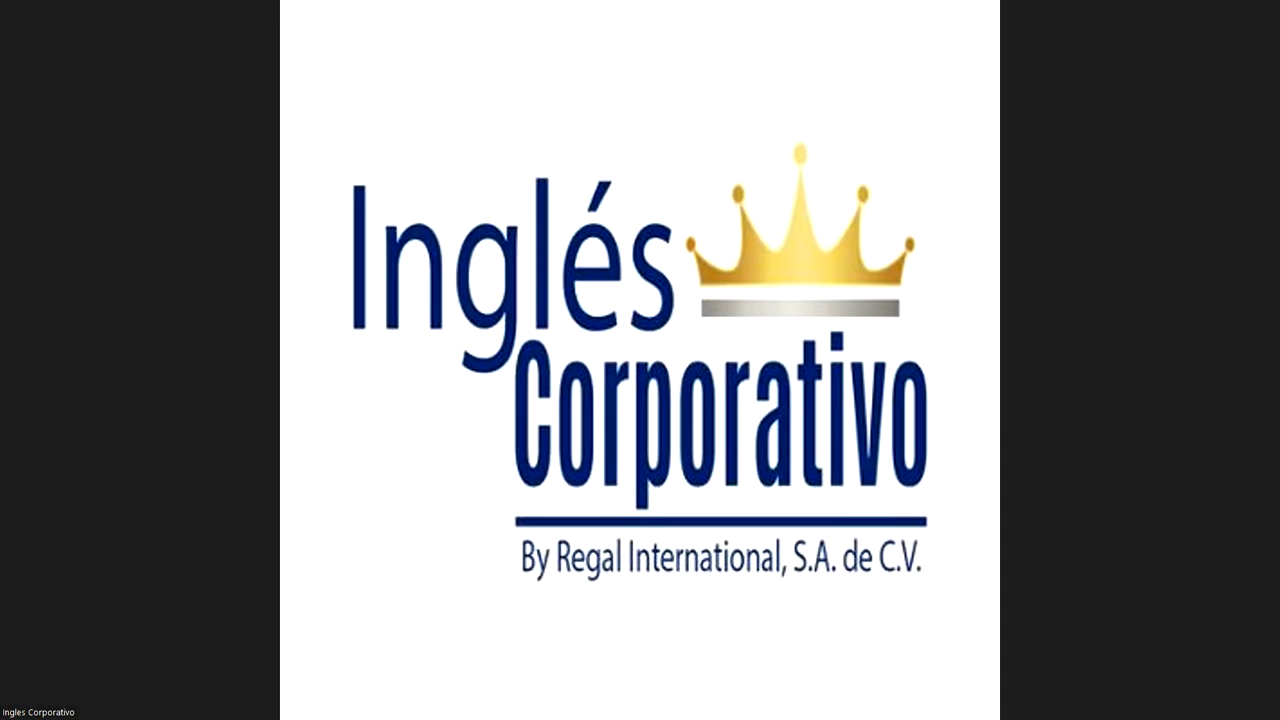 Inglés
Corporativo
By Regal International, S.A. de C.V.
Ingles Corporativo